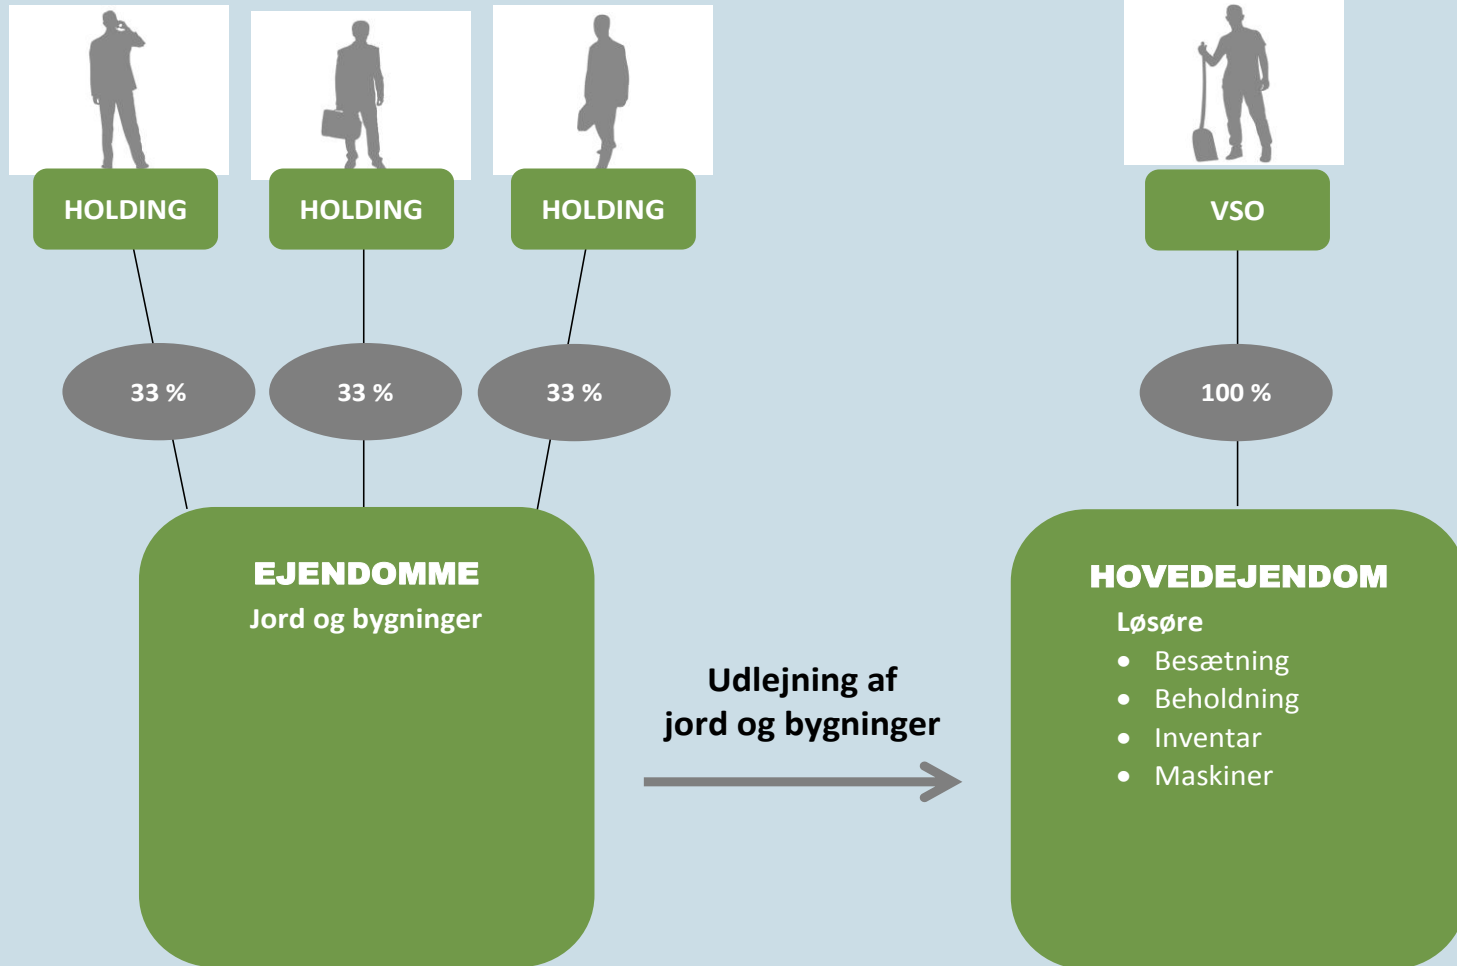 HOLDING
HOLDING
HOLDING
VSO
33 %
33 %
33 %
100 %
EJENDOMME
Jord og bygninger
Udlejning af
jord og bygninger
HOVEDEJENDOM
Løsøre
• Besætning
• Beholdning
• Inventar
• Maskiner